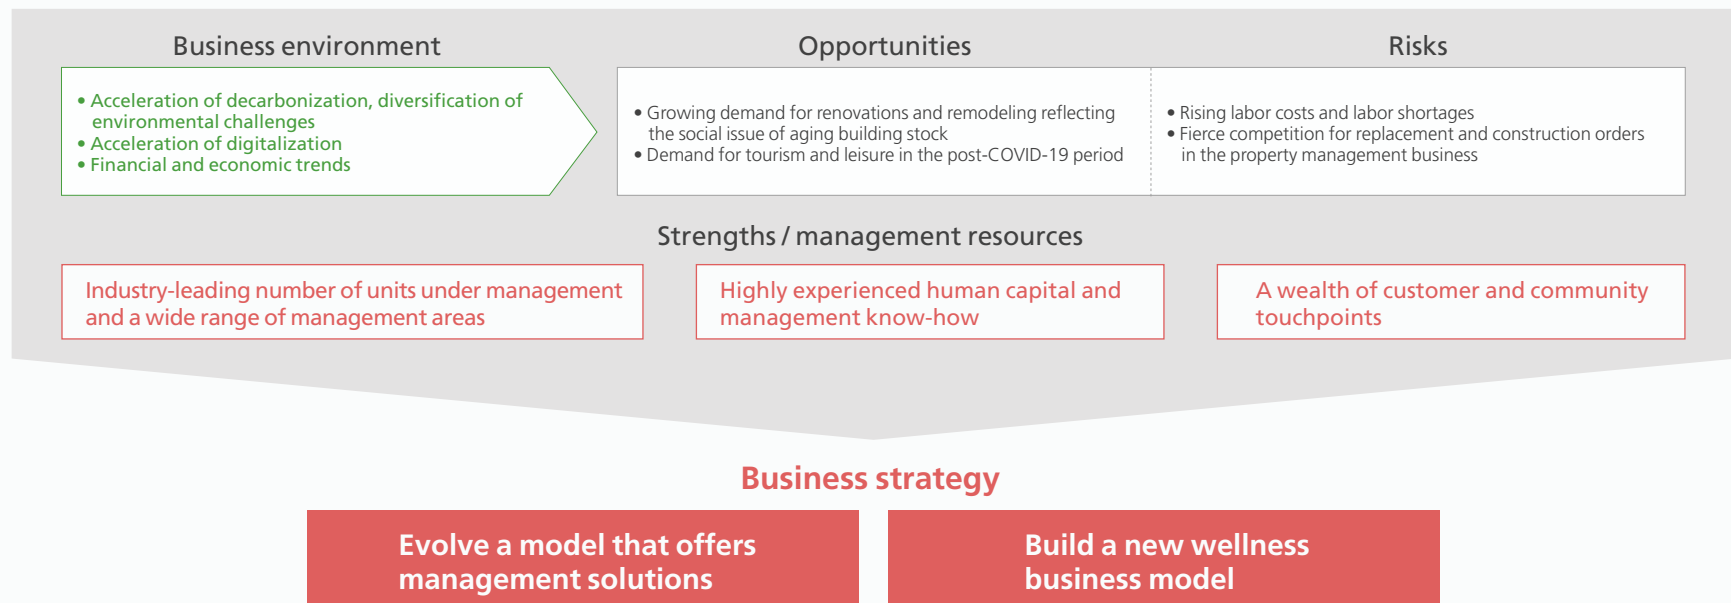 Business environment
• Acceleration of decarbonization, diversification of
environmental challenges
• Acceleration of digitalization
• Financial and economic trends
Opportunities
• Growing demand for renovations and remodeling reflecting
the social issue of aging building stock
• Demand for tourism and leisure in the post-COVID-19 period
Risks
• Rising labor costs and labor shortages
• Fierce competition for replacement and construction orders
in the property management business
Strengths / management resources
Industry-leading number of units under management
and a wide range of management areas
Highly experienced human capital and
management know-how
A wealth of customer and community
touchpoints
Business strategy
Evolve a model that offers
management solutions
Build a new wellness
business model